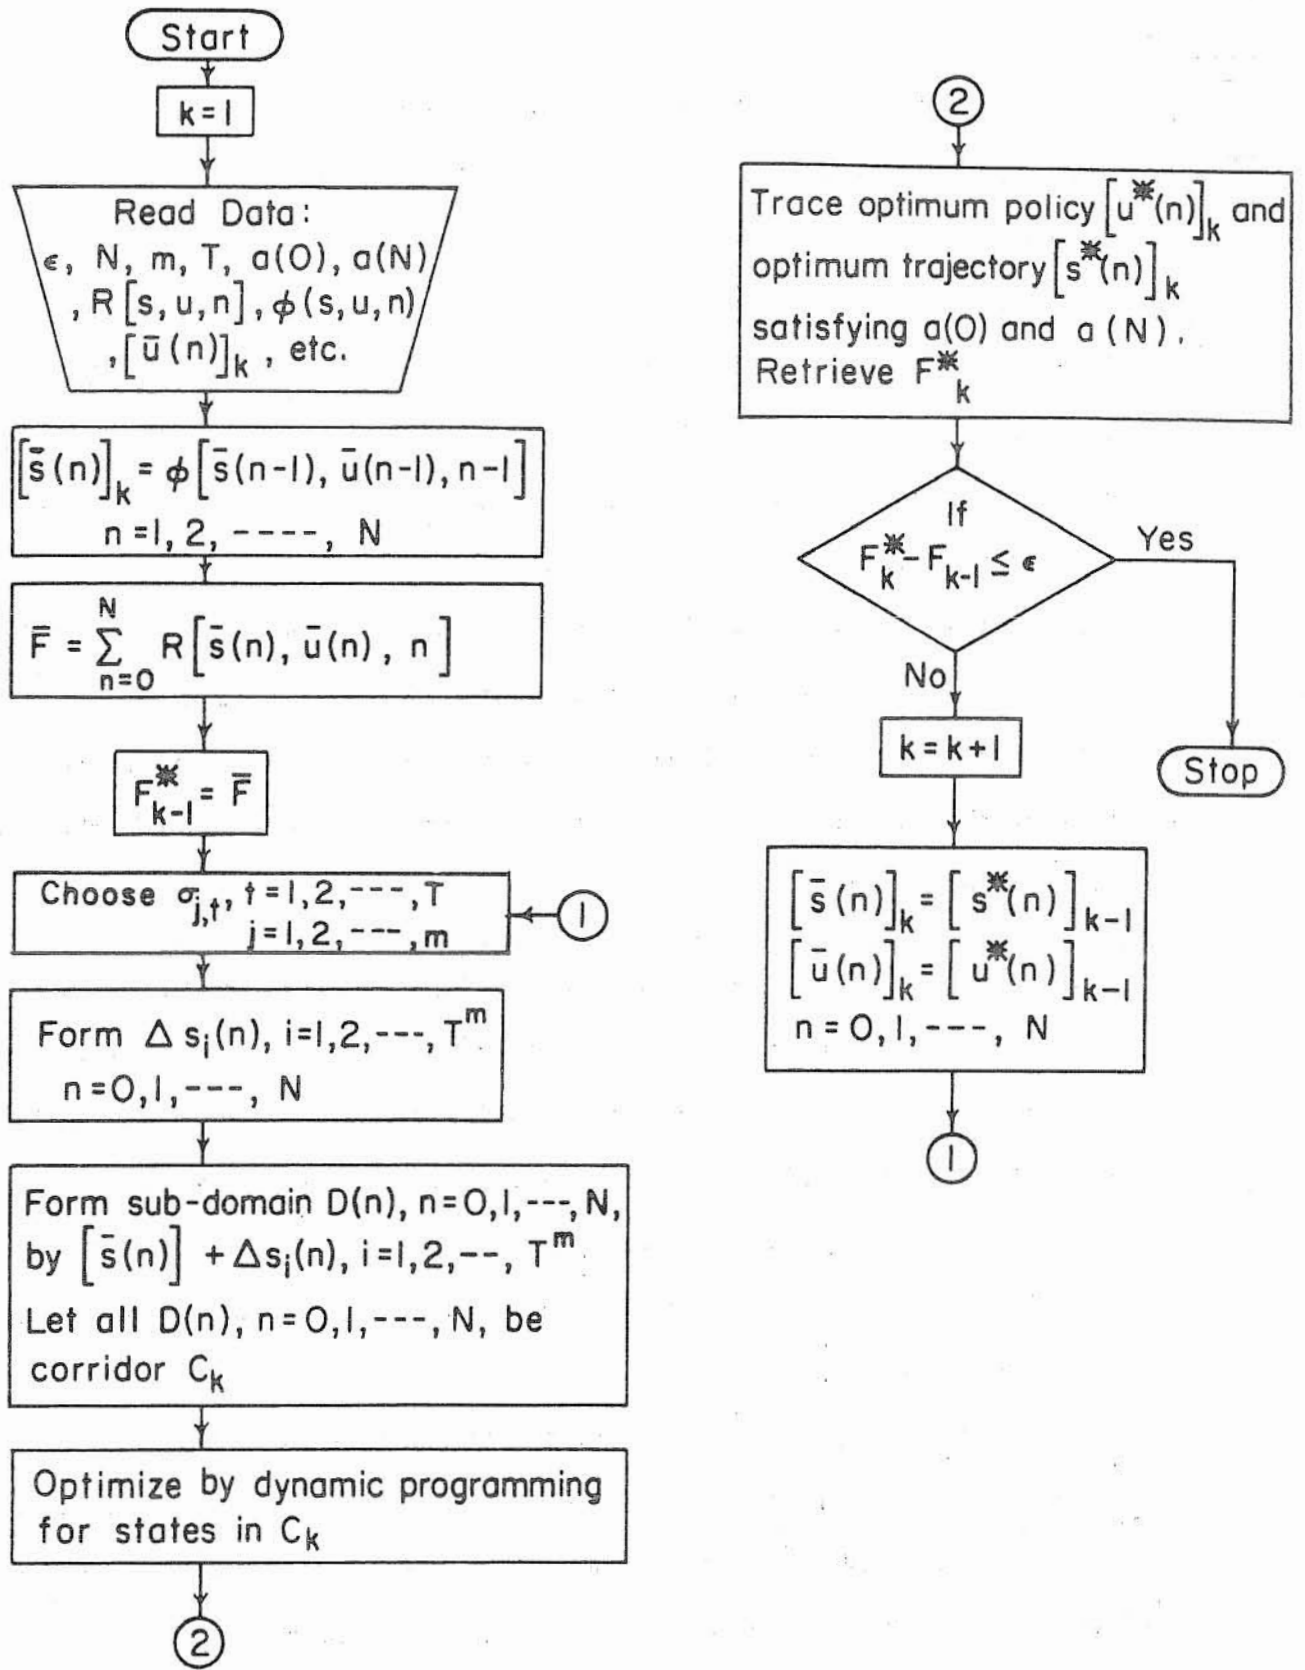 Start
k=1
Read Data:
ϵ, N, m, T, a(0), a(N)
, R[s, u, n], ϕ(s, u, n)
, [ū(n)]k, etc.
[s̄(n)]k = ϕ[s̄(n-1), ū(n-1), n-1]
n=1, 2, ----, N
F̄ = Σ R[s̄(n), ū(n), n]
N
n=0
F*k-1 = F̄
Choose σj,t, t=1, 2, ---, T
j=1, 2, ---, m
1
Form Δ si(n), i=1,2,---, T^m
n=0, 1, ---, N
Form sub-domain D(n), n=0,1,---, N,
by [s̄(n)] + Δsi(n), i=1,2,--, T^m
Let all D(n), n=0,1,---, N, be
corridor Ck
Optimize by dynamic programming
for states in Ck
2
2
Trace optimum policy [u*(n)]k and
optimum trajectory [s*(n)]k
satisfying a(0) and a(N).
Retrieve F*k
If
F*k - Fk-1 ≤ ϵ
Yes
No
k = k+1
Stop
[s̄(n)]k = [s*(n)]k-1
[ū(n)]k = [u*(n)]k-1
n = 0, 1, ---, N
1